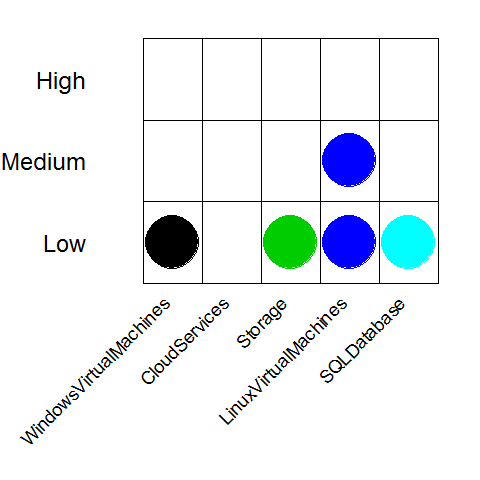 High
Medium
Low
WindowsVirtualMachines
CloudServices
Storage
LinuxVirtualMachines
SQLDatabase